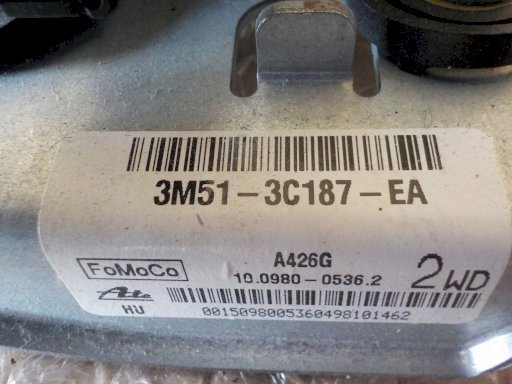 3M51-3C187-EA
FoMoCo
A426G
10.0980-0536.2
2WD
Ate
HU
0015098005360498101462